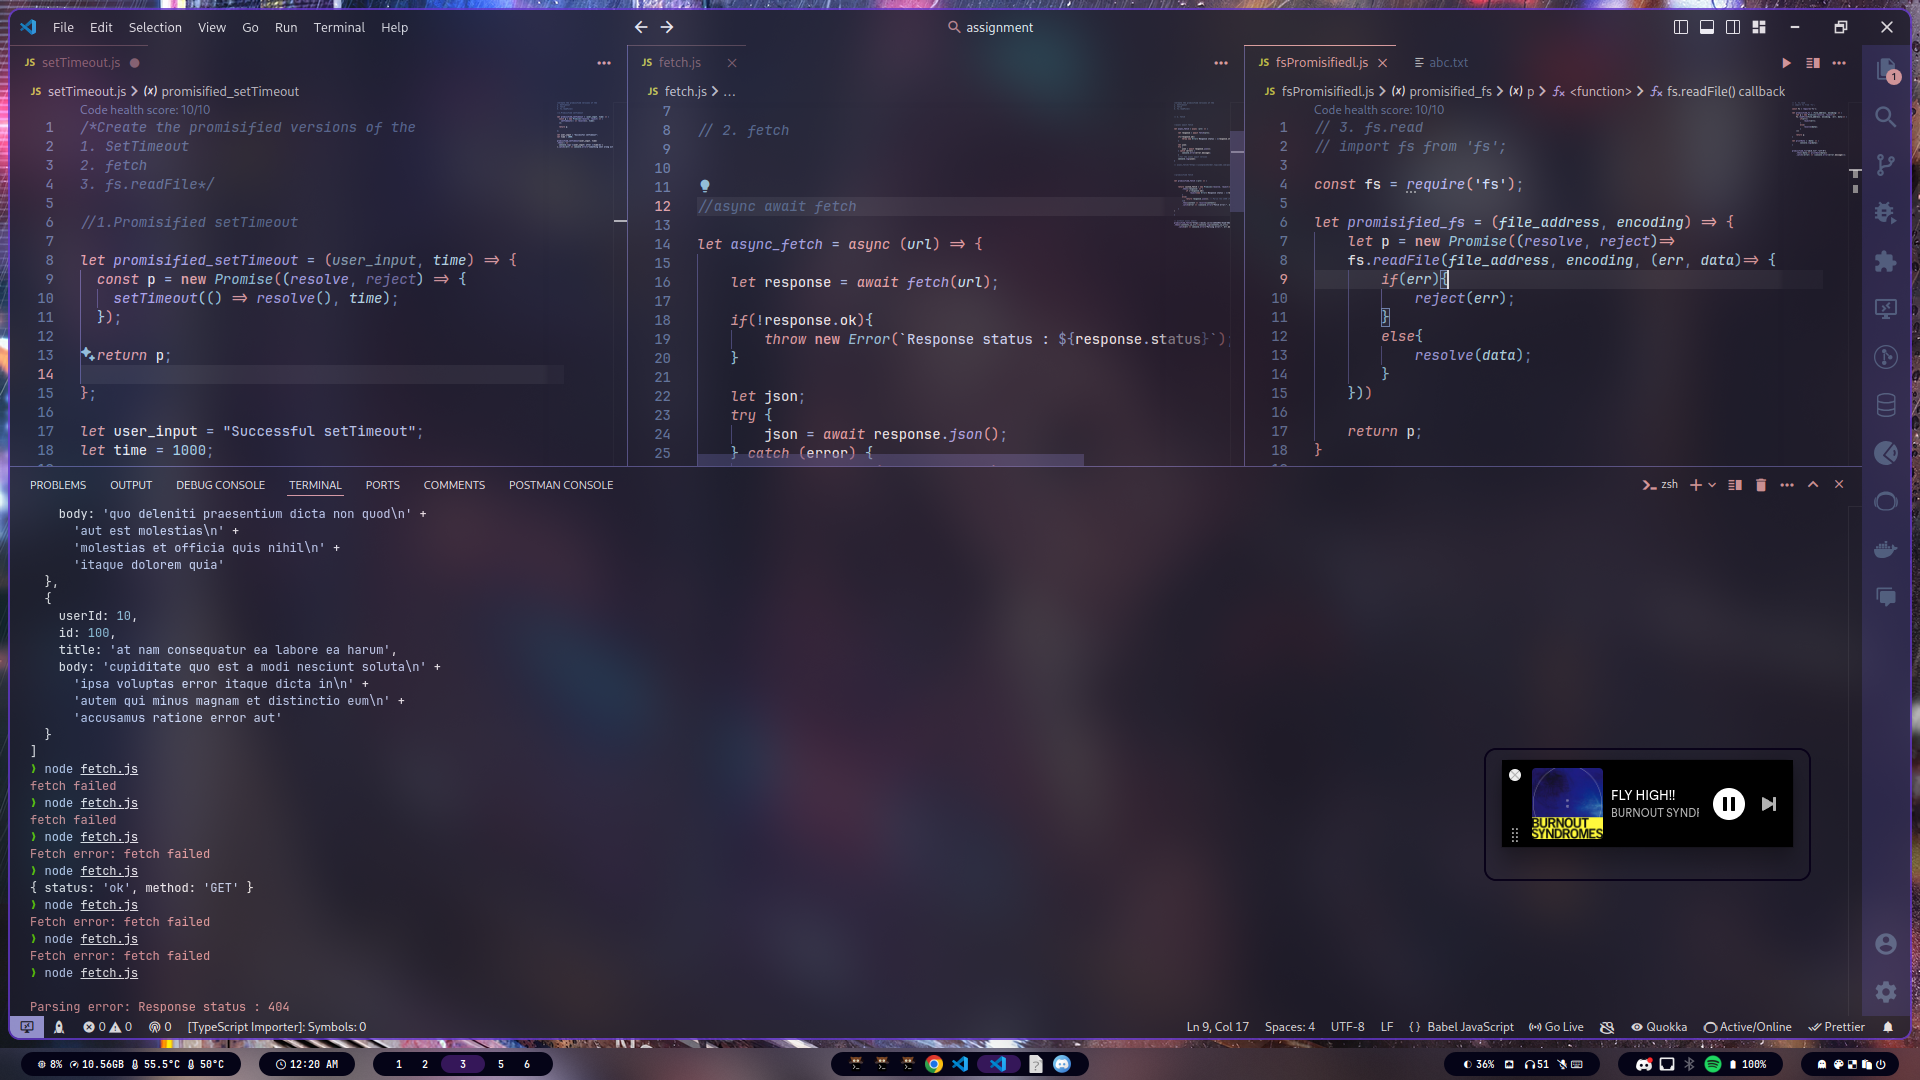 File Edit Selection View Go Run Terminal Help
assignment
JS setTimeout.js
JS setTimeout.js > promisified_setTimeout
Code health score: 10/10
1 /*Create the promisified versions of the
2 1. SetTimeout
3 2. fetch
4 3. fs.readFile*/
5
6 //1.Promisified setTimeout
7
8 let promisified_setTimeout = (user_input, time) => {
9 const p = new Promise((resolve, reject) => {
10 setTimeout(() => resolve(), time);
11 });
12
13 return p;
14
15 };
16
17 let user_input = "Successful setTimeout";
18 let time = 1000;
JS fetch.js
JS fetch.js > ...
7
8 // 2. fetch
9
10
11
12 //async await fetch
13
14 let async_fetch = async (url) => {
15
16 let response = await fetch(url);
17
18 if(!response.ok){
19 throw new Error(`Response status : ${response.status}`);
20 }
21
22 let json;
23 try {
24 json = await response.json();
25 } catch (error) {
JS fsPromisifiedl.js abc.txt
JS fsPromisifiedl.js > promisified_fs > p > <function> > fs.readFile() callback
Code health score: 10/10
1 // 3. fs.read
2 // import fs from 'fs';
3
4 const fs = require('fs');
5
6 let promisified_fs = (file_address, encoding) => {
7 let p = new Promise((resolve, reject)=>
8 fs.readFile(file_address, encoding, (err, data)=> {
9 if(err){
10 reject(err);
11 }
12 else{
13 resolve(data);
14 }
15 }))
16
17 return p;
18 }
1
PROBLEMS OUTPUT DEBUG CONSOLE TERMINAL PORTS COMMENTS POSTMAN CONSOLE
zsh
body: 'quo deleniti praesentium dicta non quod\n' +
'aut est molestias\n' +
'molestias et officia quis nihil\n' +
'itaque dolorem quia'
},
{
userId: 10,
id: 100,
title: 'at nam consequatur ea labore ea harum',
body: 'cupiditate quo est a modi nesciunt soluta\n' +
'ipsa voluptas error itaque dicta in\n' +
'autem qui minus magnam et distinctio eum\n' +
'accusamus ratione error aut'
}
]
❯ node fetch.js
fetch failed
❯ node fetch.js
fetch failed
❯ node fetch.js
Fetch error: fetch failed
❯ node fetch.js
{ status: 'ok', method: 'GET' }
❯ node fetch.js
Fetch error: fetch failed
❯ node fetch.js
Fetch error: fetch failed
❯ node fetch.js
Parsing error: Response status : 404
BURNOUT SYNDROMES
FLY HIGH!!
BURNOUT SYNDR
0 0 0 [TypeScript Importer]: Symbols: 0
Ln 9, Col 17 Spaces: 4 UTF-8 LF {} Babel JavaScript Go Live Quokka Active/Online Prettier
8% 10.56GB 55.5°C 50°C
12:20 AM
1 2 3 5 6
36% 51
100%